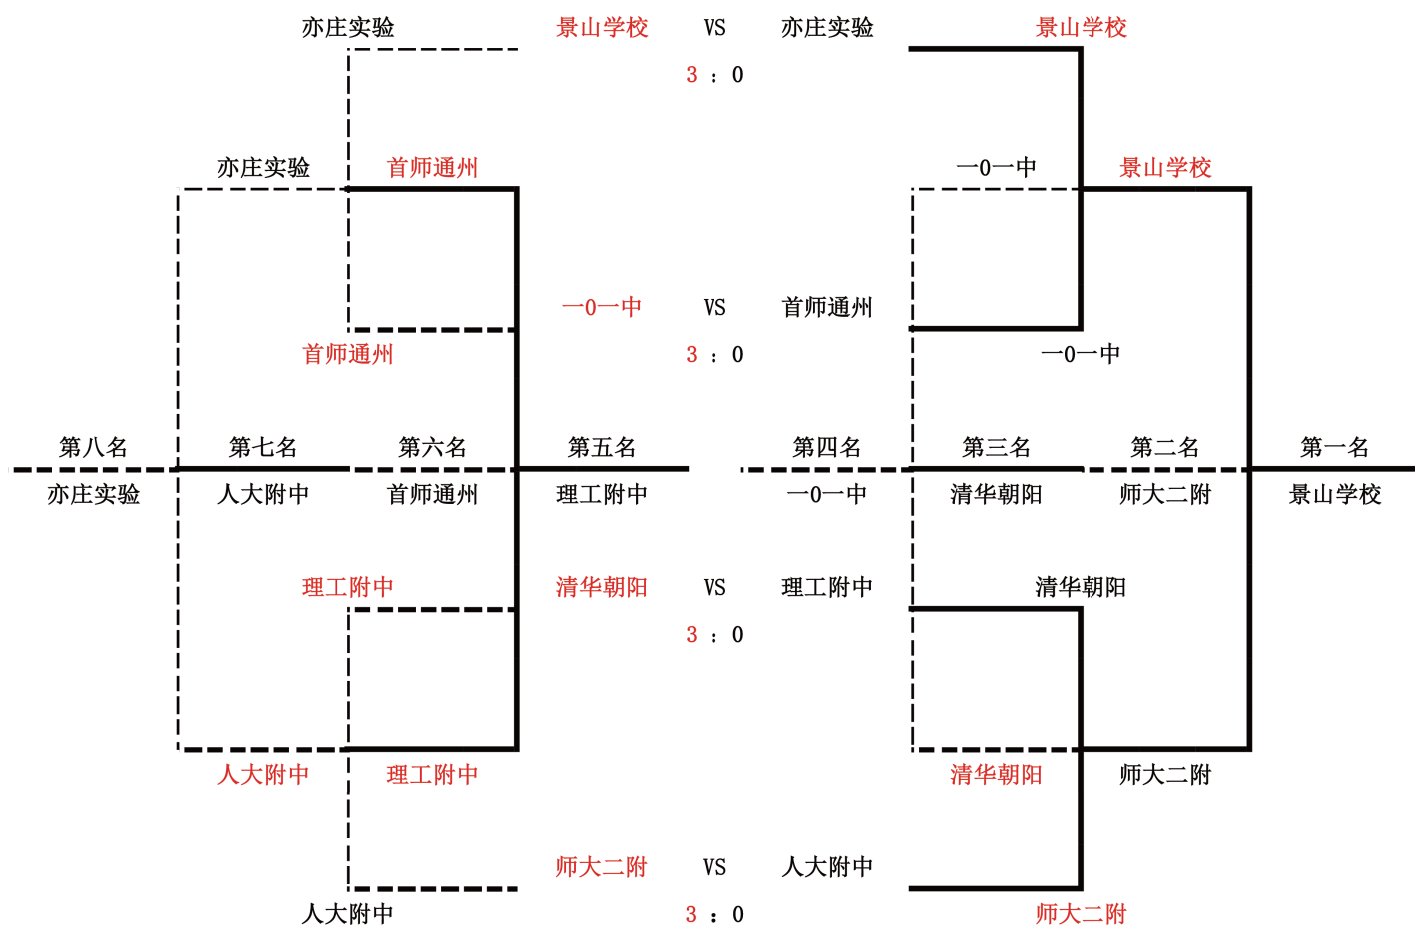 亦庄实验 景山学校 VS 亦庄实验 景山学校
3 : 0
亦庄实验 首师通州 一0一中 景山学校
一0一中 VS 首师通州
首师通州 3 : 0 一0一中
第八名 第七名 第六名 第五名 第四名 第三名 第二名 第一名
亦庄实验 人大附中 首师通州 理工附中 一0一中 清华朝阳 师大二附 景山学校
理工附中 清华朝阳 VS 理工附中 清华朝阳
3 : 0
人大附中 理工附中 清华朝阳 师大二附
师大二附 VS 人大附中
人大附中 3 : 0 师大二附